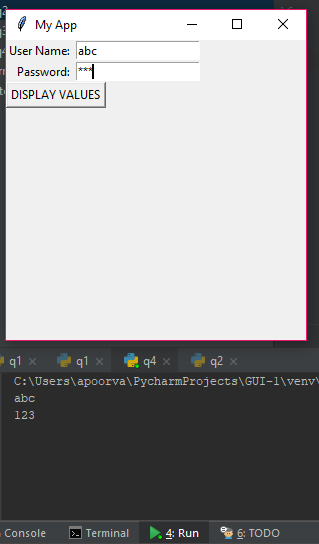 My App
User Name: abc
Password: ***
DISPLAY VALUES
q1 q1 q4 q2
C:\Users\apoorva\PycharmProjects\GUI-1\venv\
abc
123
Console Terminal 4: Run 6: TODO